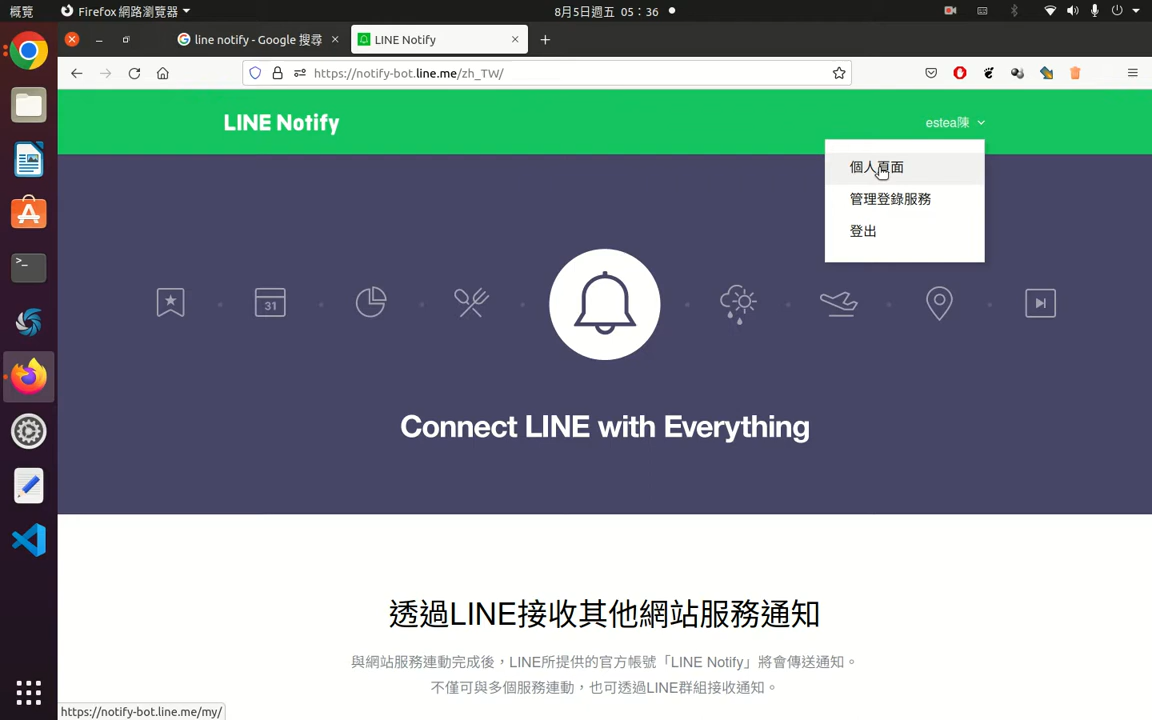 概覽
Firefox 網路瀏覽器
8月5日週五 05：36
line notify - Google 搜尋
LINE Notify
https://notify-bot.line.me/zh_TW/
LINE Notify
estea陳
個人頁面
管理登錄服務
登出
31
Connect LINE with Everything
透過LINE接收其他網站服務通知
與網站服務連動完成後，LINE所提供的官方帳號「LINE Notify」將會傳送通知。
不僅可與多個服務連動，也可透過LINE群組接收通知。
https://notify-bot.line.me/my/